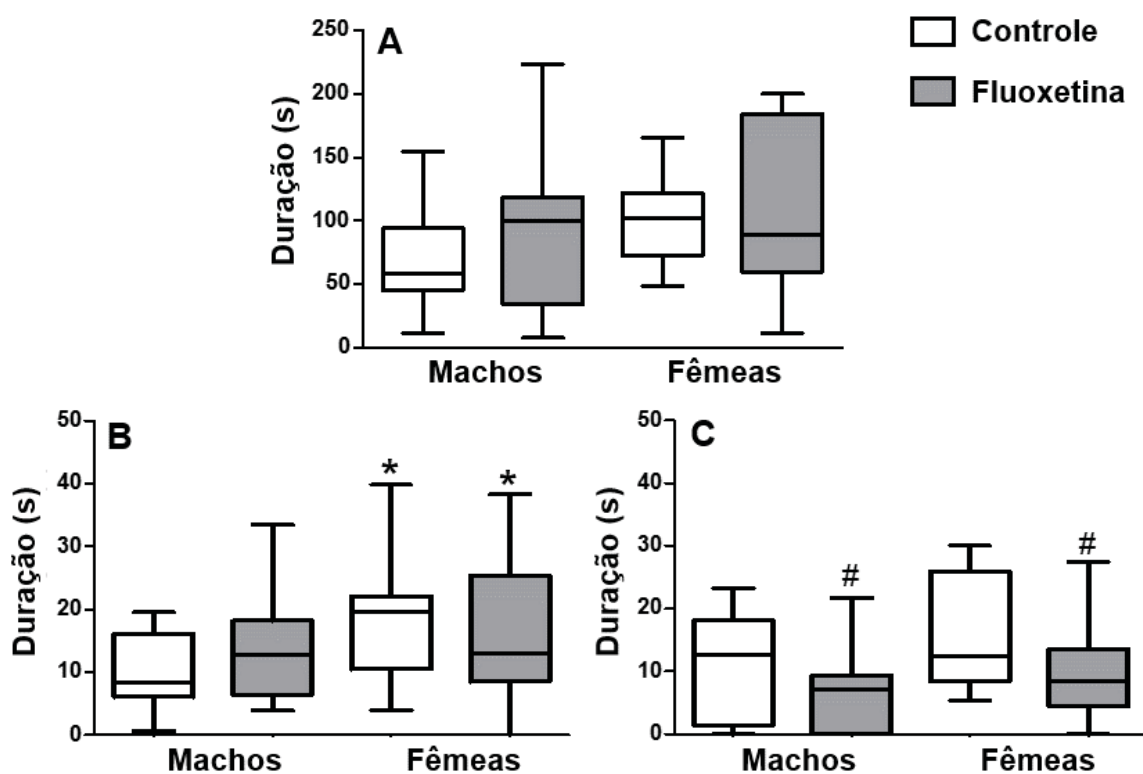 A
Controle
Fluoxetina
Duração (s)
250
200
150
100
50
0
Machos Fêmeas
B
Duração (s)
50
40
30
20
10
0
* *
Machos Fêmeas
C
Duração (s)
50
40
30
20
10
0
# #
Machos Fêmeas